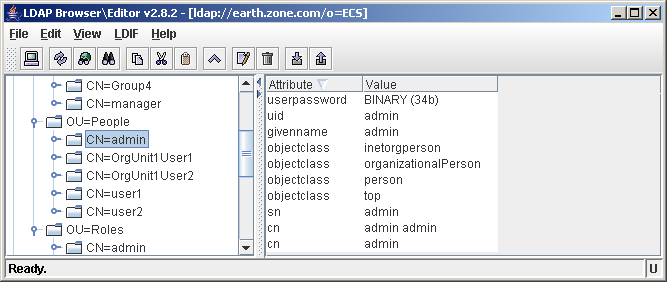 LDAP Browser\Editor v2.8.2 - [ldap://earth.zone.com/o=ECS]
File Edit View LDIF Help
CN=Group4
CN=manager
OU=People
CN=admin
CN=OrgUnit1User1
CN=OrgUnit1User2
CN=user1
CN=user2
OU=Roles
CN=admin
Attribute Value
userpassword BINARY (34b)
uid admin
givenname admin
objectclass inetorgperson
objectclass organizationalPerson
objectclass person
objectclass top
sn admin
cn admin admin
cn admin
Ready. U